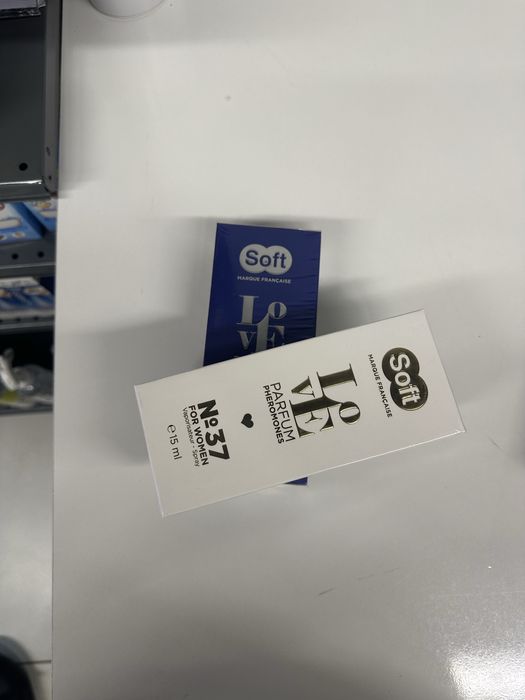 Soft
MARQUE FRANÇAISE
LO
VE
Soft
MARQUE FRANÇAISE
LO
VE
PARFUM
PHEROMONES
№37
FOR WOMEN
Vaporisateur - Spray
℮15 ml